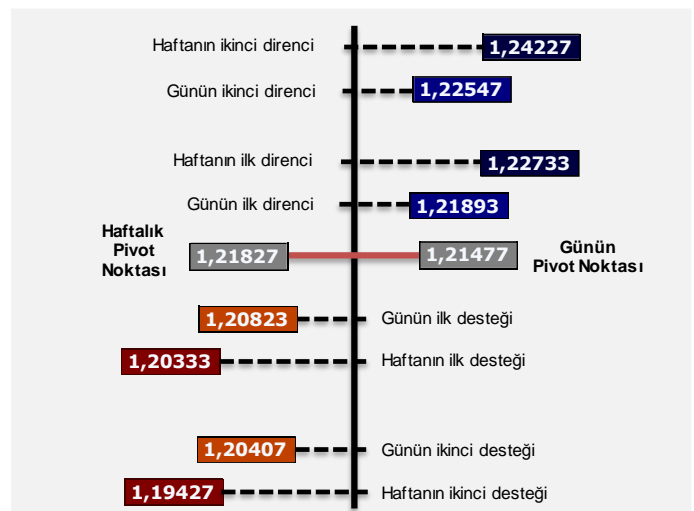 Haftanın ikinci direnci
1,24227
Günün ikinci direnci
1,22547
Haftanın ilk direnci
1,22733
Günün ilk direnci
1,21893
Haftalık
Pivot
Noktası
1,21827
1,21477
Günün
Pivot Noktası
1,20823
Günün ilk desteği
1,20333
Haftanın ilk desteği
1,20407
Günün ikinci desteği
1,19427
Haftanın ikinci desteği